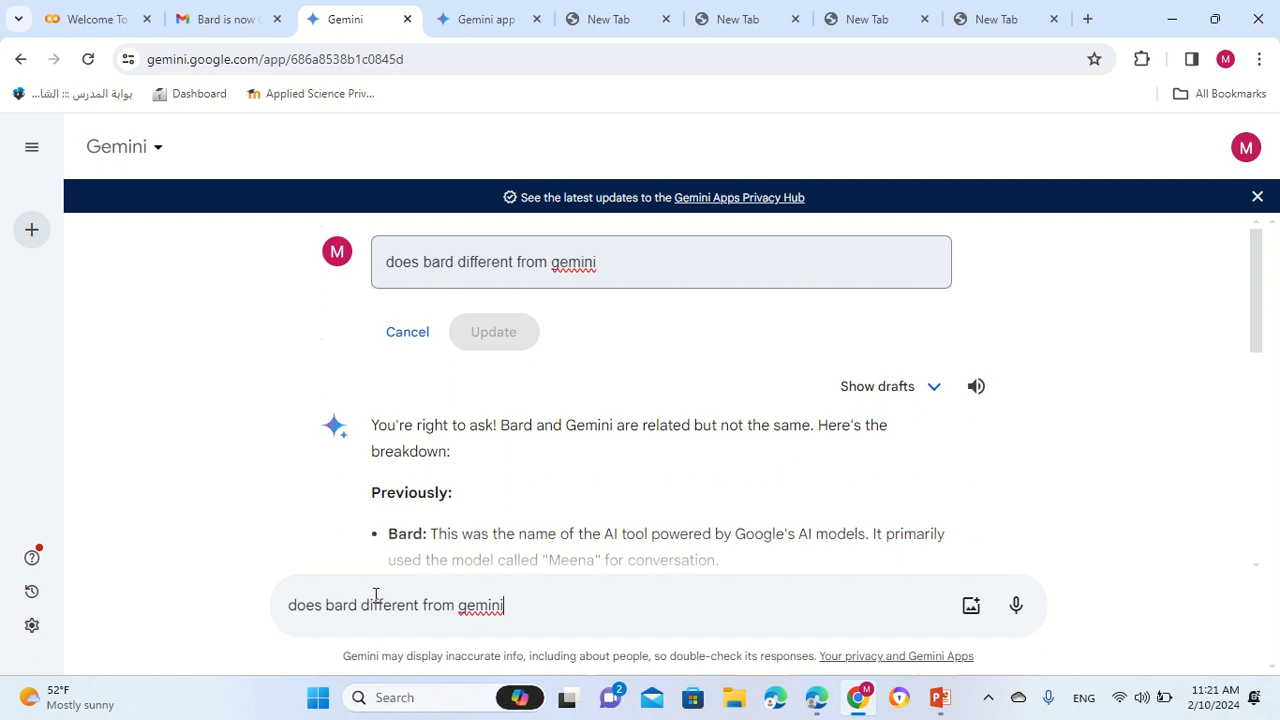 Welcome To
Bard is now
Gemini
Gemini app
New Tab
New Tab
New Tab
New Tab
gemini.google.com/app/686a8538b1c0845d
M
بوابة المدرس ::: الشا...
Dashboard
Applied Science Priv...
All Bookmarks
Gemini
M
See the latest updates to the Gemini Apps Privacy Hub
M
does bard different from gemini
Cancel
Update
Show drafts
You're right to ask! Bard and Gemini are related but not the same. Here's the
breakdown:
Previously:
• Bard: This was the name of the AI tool powered by Google's AI models. It primarily
used the model called "Meena" for conversation.
does bard different from gemini
Gemini may display inaccurate info, including about people, so double-check its responses. Your privacy and Gemini Apps
52°F
Mostly sunny
Search
2
M
ENG
11:21 AM
2/10/2024